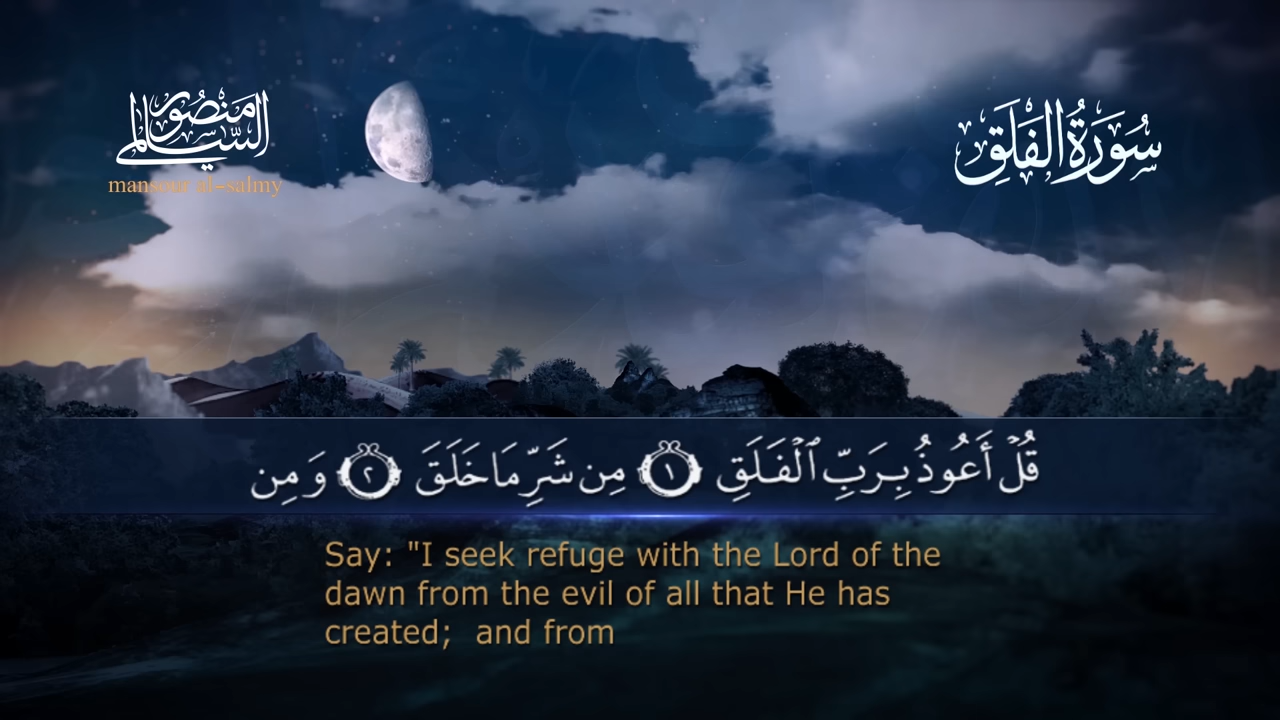 منصور السالمي
mansour al-salmy
سُورَةُ الفَلَقِ
قُلۡ أَعُوذُ بِرَبِّ ٱلۡفَلَقِ ١ مِن شَرِّ مَا خَلَقَ ٢ وَمِن
Say: "I seek refuge with the Lord of the
dawn from the evil of all that He has
created;  and from